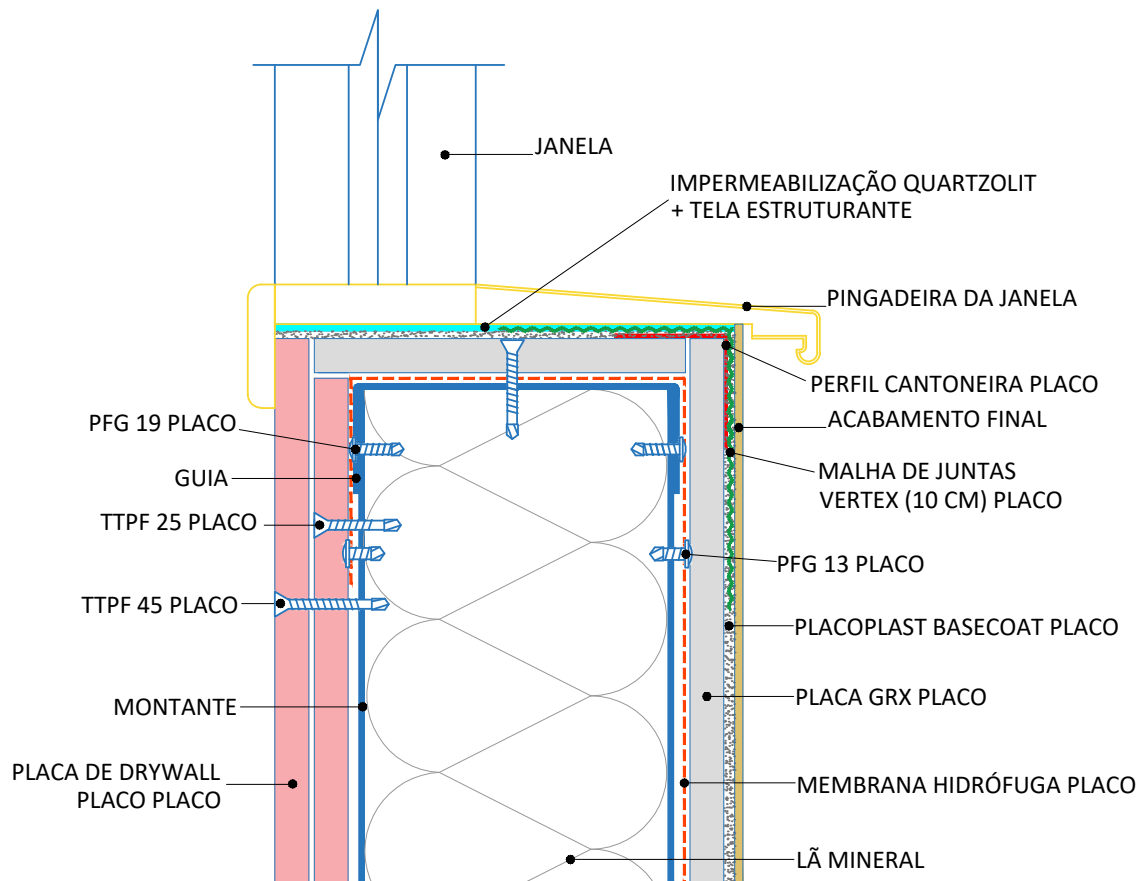 JANELA
IMPERMEABILIZAÇÃO QUARTZOLIT
+ TELA ESTRUTURANTE
PINGADEIRA DA JANELA
PERFIL CANTONEIRA PLACO
ACABAMENTO FINAL
MALHA DE JUNTAS
VERTEX (10 CM) PLACO
PFG 13 PLACO
PLACOPLAST BASECOAT PLACO
PLACA GRX PLACO
MEMBRANA HIDRÓFUGA PLACO
LÃ MINERAL
PFG 19 PLACO
GUIA
TTPF 25 PLACO
TTPF 45 PLACO
MONTANTE
PLACA DE DRYWALL
PLACO PLACO